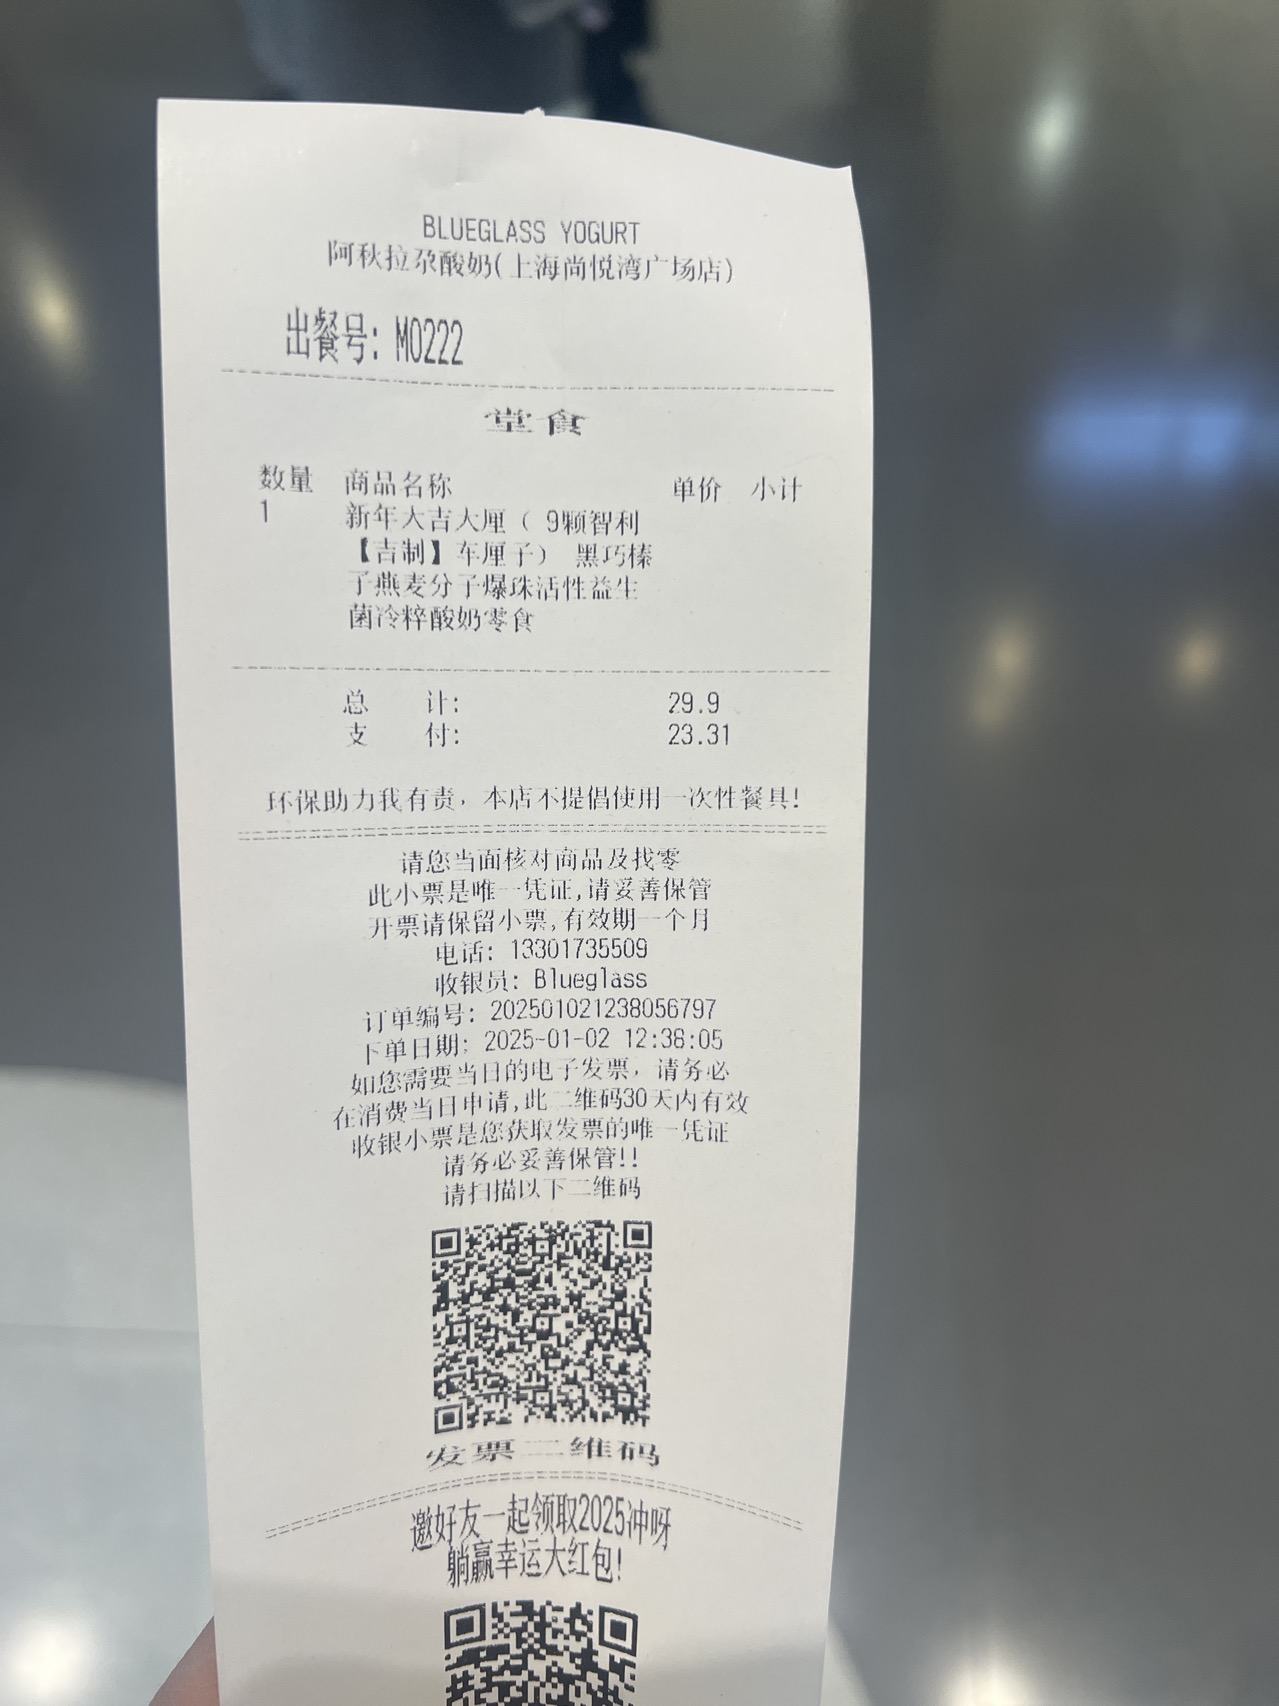 BLUEGLASS YOGURT
阿秋拉尕酸奶(上海尚悦湾广场店)
出餐号: M0222
堂食
数量 商品名称 单价 小计
1 新年大吉大厘（ 9颗智利
【吉制】车厘子） 黑巧榛
子燕麦分子爆珠活性益生
菌冷粹酸奶零食
总 计: 29.9
支 付: 23.31
环保助力我有责，本店不提倡使用一次性餐具!
请您当面核对商品及找零
此小票是唯一凭证,请妥善保管
开票请保留小票,有效期一个月
电话: 13301735509
收银员: Blueglass
订单编号: 202501021238056797
下单日期: 2025-01-02 12:38:05
如您需要当日的电子发票，请务必
在消费当日申请,此二维码30天内有效
收银小票是您获取发票的唯一凭证
请务必妥善保管!!
请扫描以下二维码
发票二维码
邀好友一起领取2025冲呀
躺赢幸运大红包!